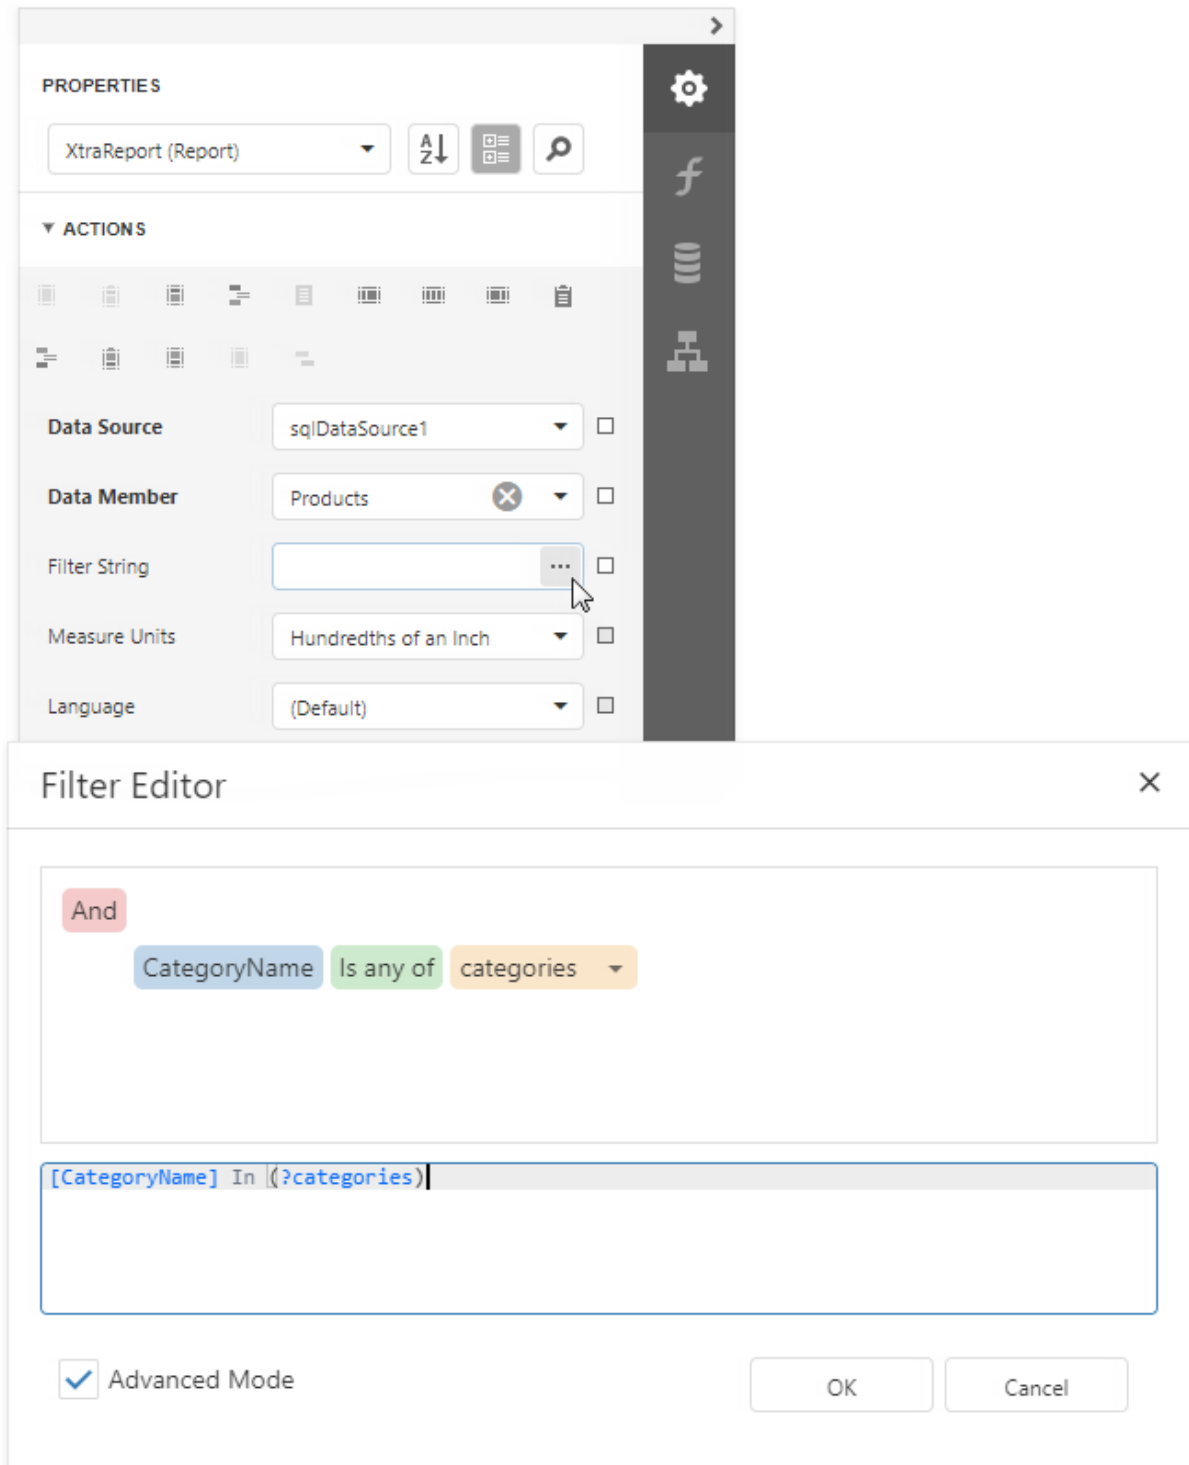 PROPERTIES
XtraReport (Report)
A
Z
ACTIONS
Data Source sqlDataSource1
Data Member Products
Filter String ...
Measure Units Hundredths of an Inch
Language (Default)
Filter Editor
And
CategoryName Is any of categories
[CategoryName] In (?categories)
Advanced Mode OK Cancel